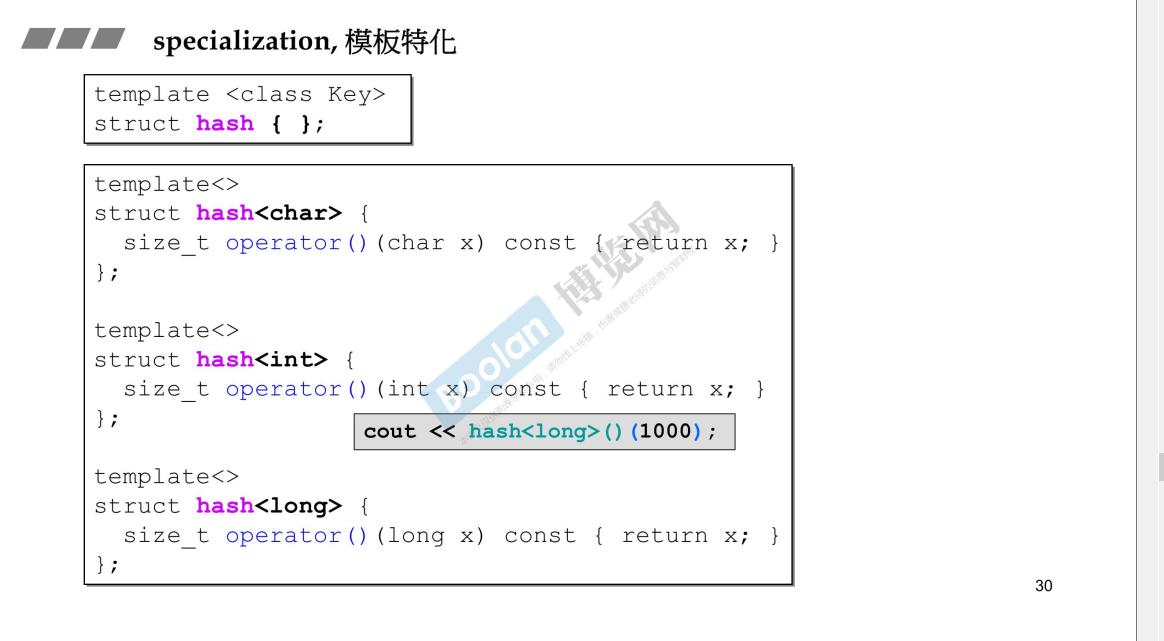 specialization, 模板特化
template <class Key>
struct hash { };
template<>
struct hash<char> {
size_t operator()(char x) const { return x; }
};
template<>
struct hash<int> {
size_t operator()(int x) const { return x; }
};
cout << hash<long>()(1000);
template<>
struct hash<long> {
size_t operator()(long x) const { return x; }
};
Boolan 博览网
30